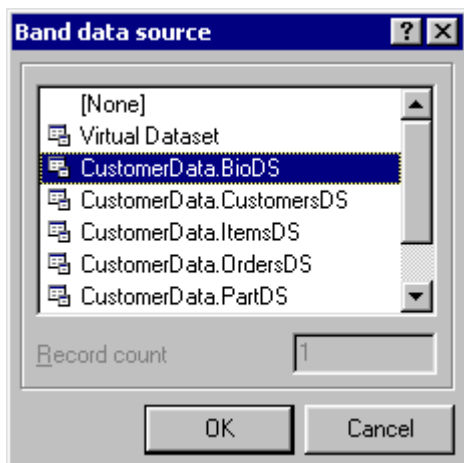 Band data source
[None]
Virtual Dataset
CustomerData.BioDS
CustomerData.CustomersDS
CustomerData.ItemsDS
CustomerData.OrdersDS
CustomerData.PartDS
Record count 1
OK Cancel